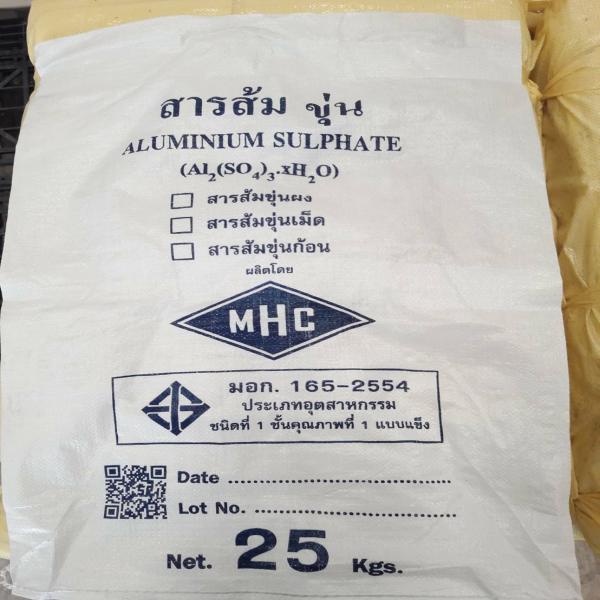 สารส้ม ขุ่น
ALUMINIUM SULPHATE
(Al₂(SO₄)₃.xH₂O)
สารส้มขุ่นผง
สารส้มขุ่นเม็ด
สารส้มขุ่นก้อน
ผลิตโดย
MHC
มอก. 165-2554
ประเภทอุตสาหกรรม
ชนิดที่ 1 ชั้นคุณภาพที่ 1 แบบแข็ง
Date ........................................
Lot No. ...................................
Net. 25 Kgs.